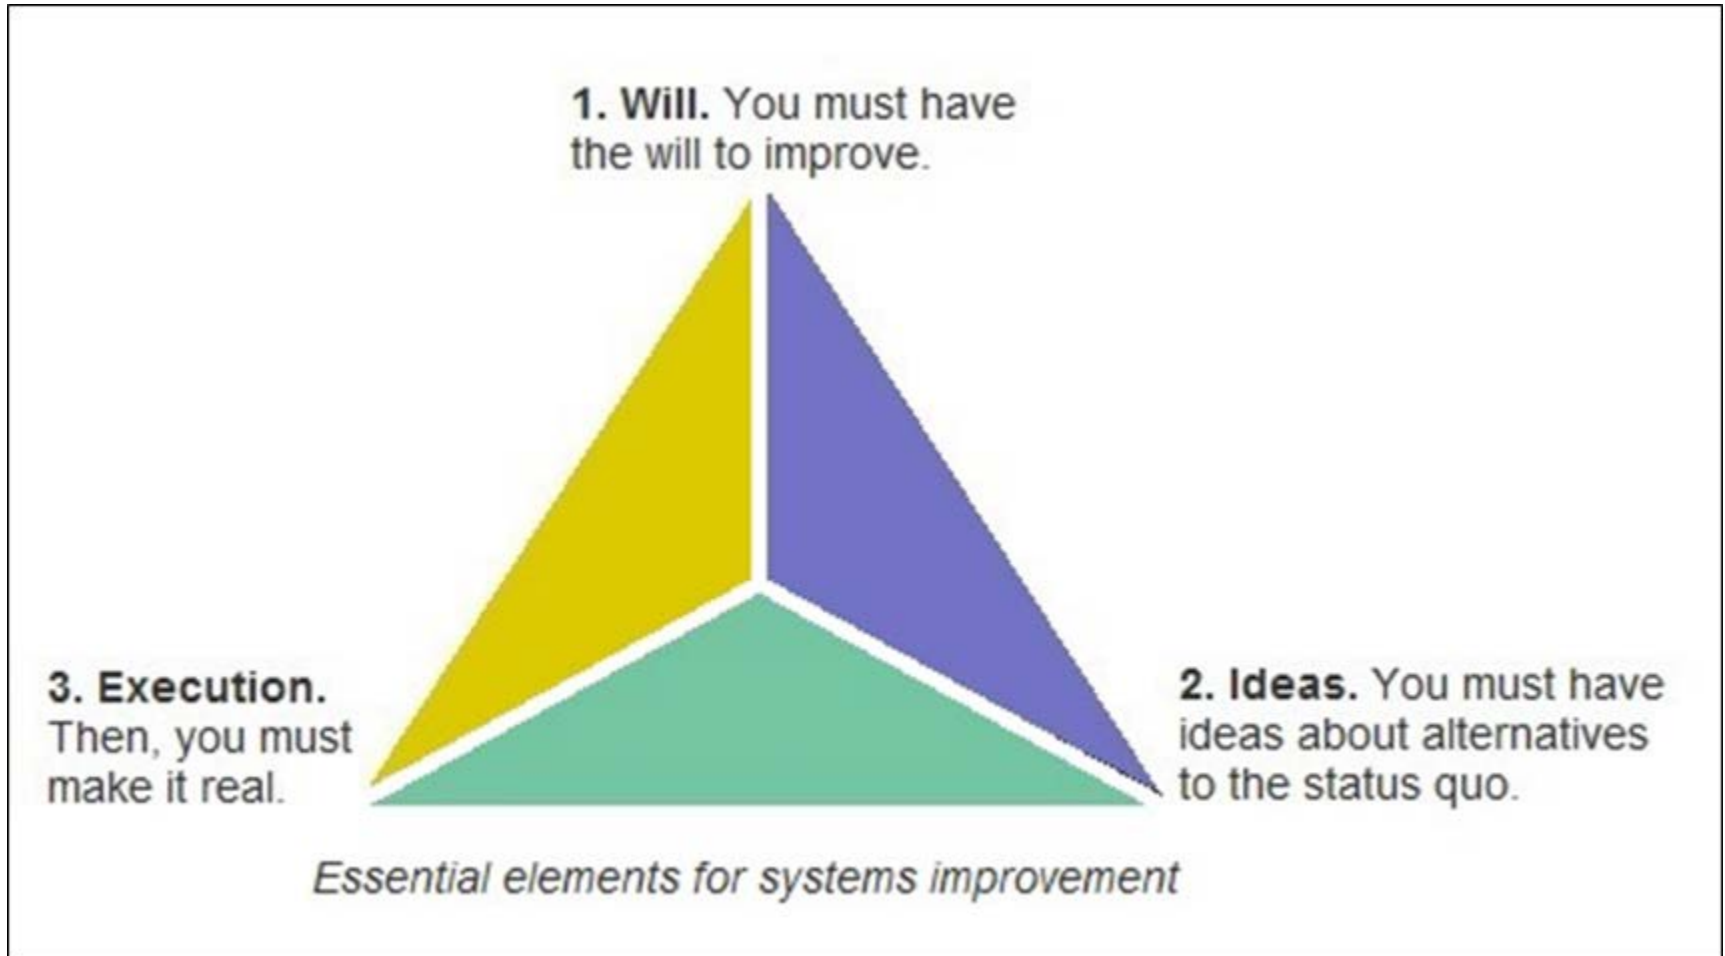 1. Will. You must have
the will to improve.
3. Execution.
Then, you must
make it real.
2. Ideas. You must have
ideas about alternatives
to the status quo.
Essential elements for systems improvement